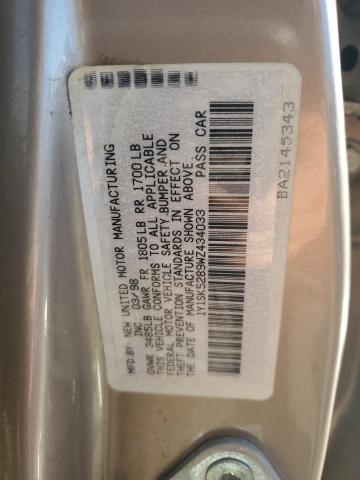 MFD BY: NEW UNITED MOTOR MANUFACTURING
INC 03/98
GVWR 3485LB GAWR FR 1805LB RR 1700LB
THIS VEHICLE CONFORMS TO ALL APPLICABLE
FEDERAL MOTOR VEHICLE SAFETY,BUMPER,AND
THEFT PREVENTION STANDARDS IN EFFECT ON
THE DATE OF MANUFACTURE SHOWN ABOVE.
1Y1SK5289WZ434033 PASS CAR
BA2145343